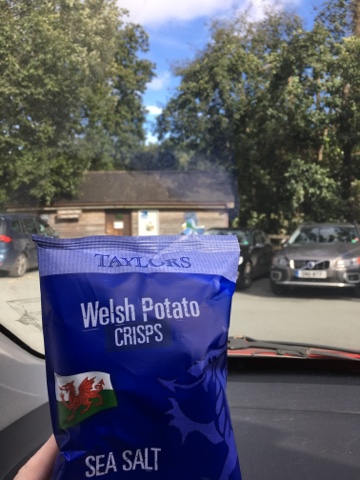 TAYLORS
Welsh Potato
CRISPS
SEA SALT